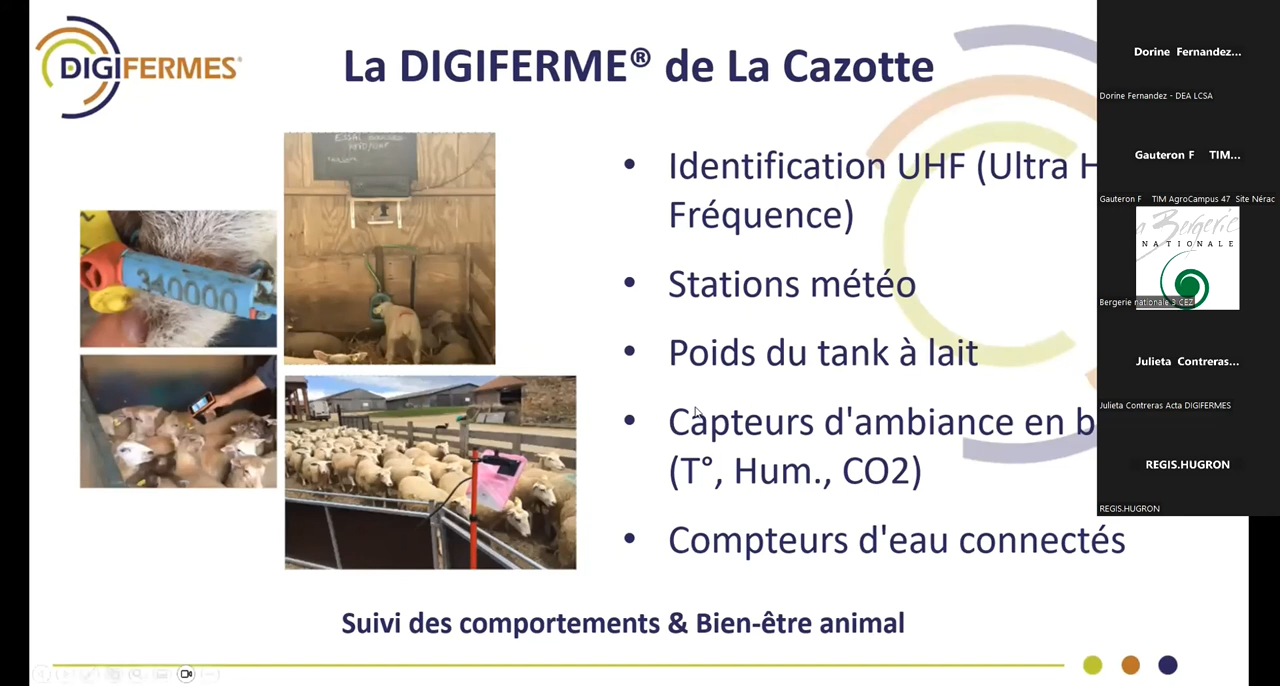 DIGIFERMES®
La DIGIFERME® de La Cazotte
340000
• Identification UHF (Ultra H
Fréquence)
• Stations météo
• Poids du tank à lait
• Capteurs d'ambiance en b
(T°, Hum., CO2)
• Compteurs d'eau connectés
Suivi des comportements & Bien-être animal
Dorine Fernandez...
Dorine Fernandez - DEA LCSA
Gauteron F TIM...
Gauteron F TIM AgroCampus 47 Site Nérac
a Bergerie
NATIONALE
Bergerie nationale 3 CEZ
Julieta Contreras...
Julieta Contreras Acta DIGIFERMES
REGIS.HUGRON
REGIS.HUGRON